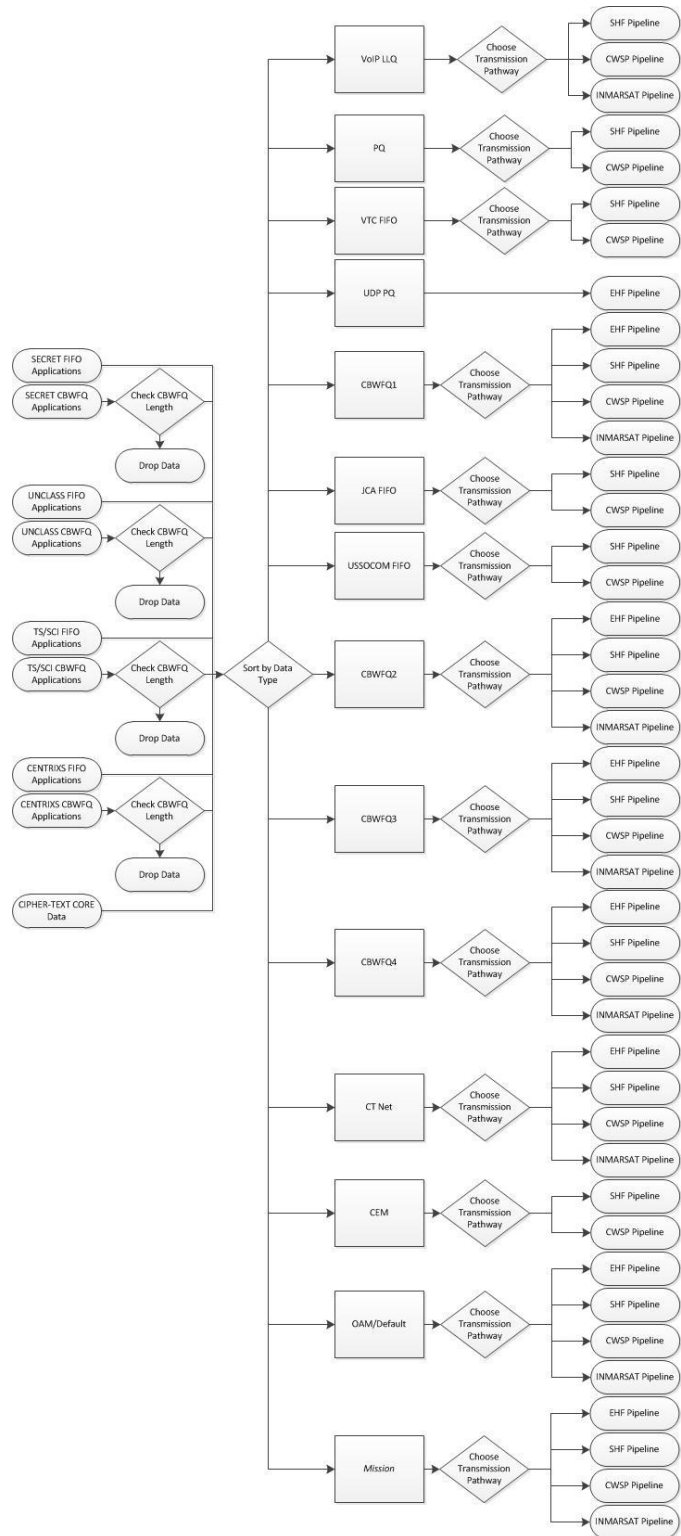 SECRET FIFO
Applications
SECRET CBWFQ
Applications
Check CBWFQ
Length
Drop Data
UNCLASS FIFO
Applications
UNCLASS CBWFQ
Applications
Check CBWFQ
Length
Drop Data
TS/SCI FIFO
Applications
TS/SCI CBWFQ
Applications
Check CBWFQ
Length
Drop Data
CENTRIXS FIFO
Applications
CENTRIXS CBWFQ
Applications
Check CBWFQ
Length
Drop Data
CIPHER-TEXT CORE
Data
Sort by Data
Type
VoIP LLQ
Choose
Transmission
Pathway
SHF Pipeline
CWSP Pipeline
INMARSAT Pipeline
PQ
Choose
Transmission
Pathway
SHF Pipeline
CWSP Pipeline
VTC FIFO
Choose
Transmission
Pathway
SHF Pipeline
CWSP Pipeline
UDP PQ
EHF Pipeline
CBWFQ1
Choose
Transmission
Pathway
EHF Pipeline
SHF Pipeline
CWSP Pipeline
INMARSAT Pipeline
JCA FIFO
Choose
Transmission
Pathway
SHF Pipeline
CWSP Pipeline
USSOCOM FIFO
Choose
Transmission
Pathway
SHF Pipeline
CWSP Pipeline
CBWFQ2
Choose
Transmission
Pathway
EHF Pipeline
SHF Pipeline
CWSP Pipeline
INMARSAT Pipeline
CBWFQ3
Choose
Transmission
Pathway
EHF Pipeline
SHF Pipeline
CWSP Pipeline
INMARSAT Pipeline
CBWFQ4
Choose
Transmission
Pathway
EHF Pipeline
SHF Pipeline
CWSP Pipeline
INMARSAT Pipeline
CT Net
Choose
Transmission
Pathway
EHF Pipeline
SHF Pipeline
CWSP Pipeline
INMARSAT Pipeline
CEM
Choose
Transmission
Pathway
SHF Pipeline
CWSP Pipeline
OAM/Default
Choose
Transmission
Pathway
EHF Pipeline
SHF Pipeline
CWSP Pipeline
INMARSAT Pipeline
Mission
Choose
Transmission
Pathway
EHF Pipeline
SHF Pipeline
CWSP Pipeline
INMARSAT Pipeline